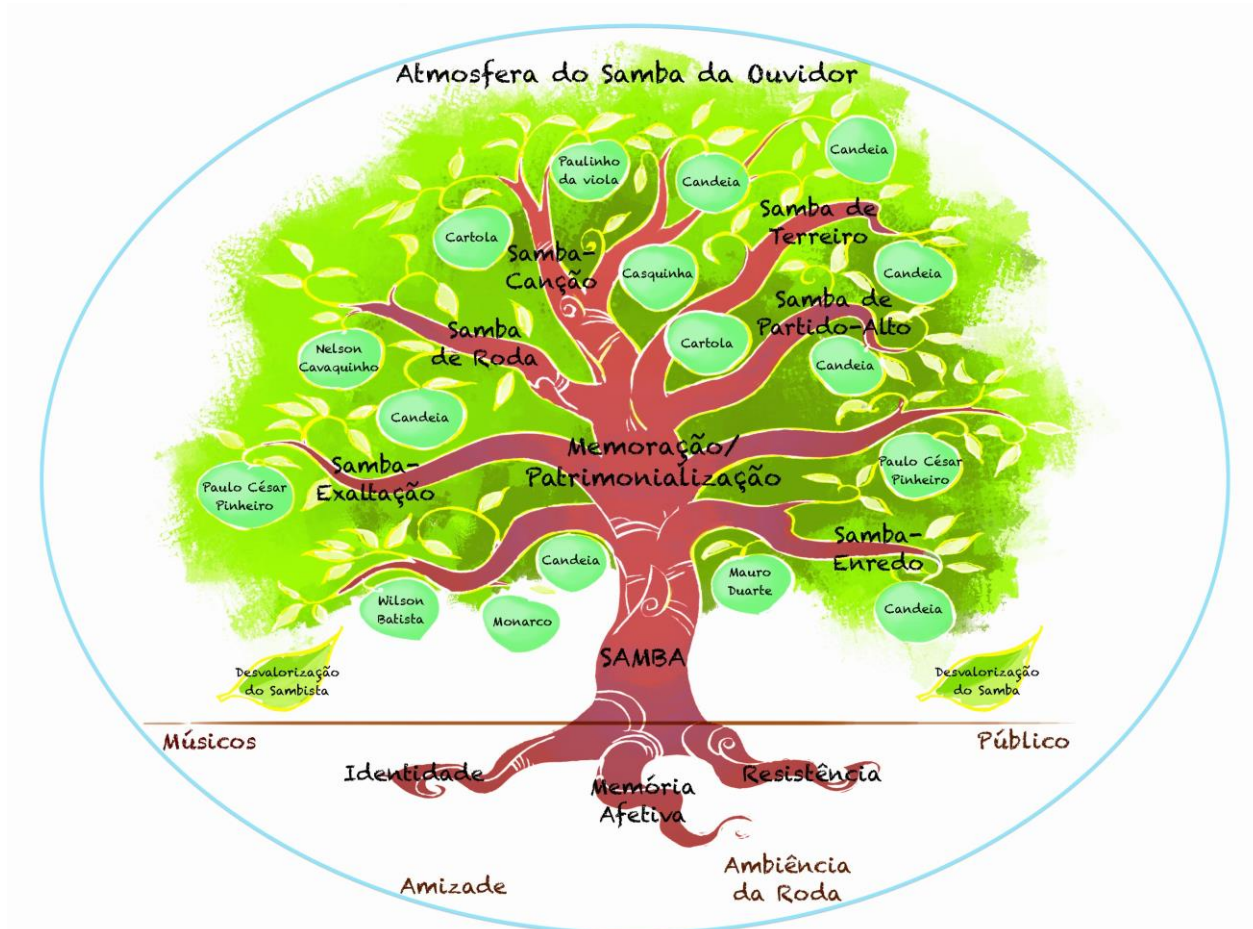 Atmosfera do Samba da Ouvidor
Candeia
Paulinho
da viola
Candeia
Samba de
Terreiro
Cartola
Samba-
Canção
Casquinha
Candeia
Samba de
Partido-Alto
Samba
de Roda
Cartola
Nelson
Cavaquinho
Candeia
Candeia
Memoração/
Patrimonialização
Samba-
Exaltação
Paulo César
Pinheiro
Paulo César
Pinheiro
Samba-
Enredo
Candeia
Mauro
Duarte
Wilson
Batista
Monarco
Candeia
SAMBA
Desvalorização
do Sambista
Desvalorização
do Samba
Músicos
Público
Identidade
Memória
Afetiva
Resistência
Amizade
Ambiência
da Roda